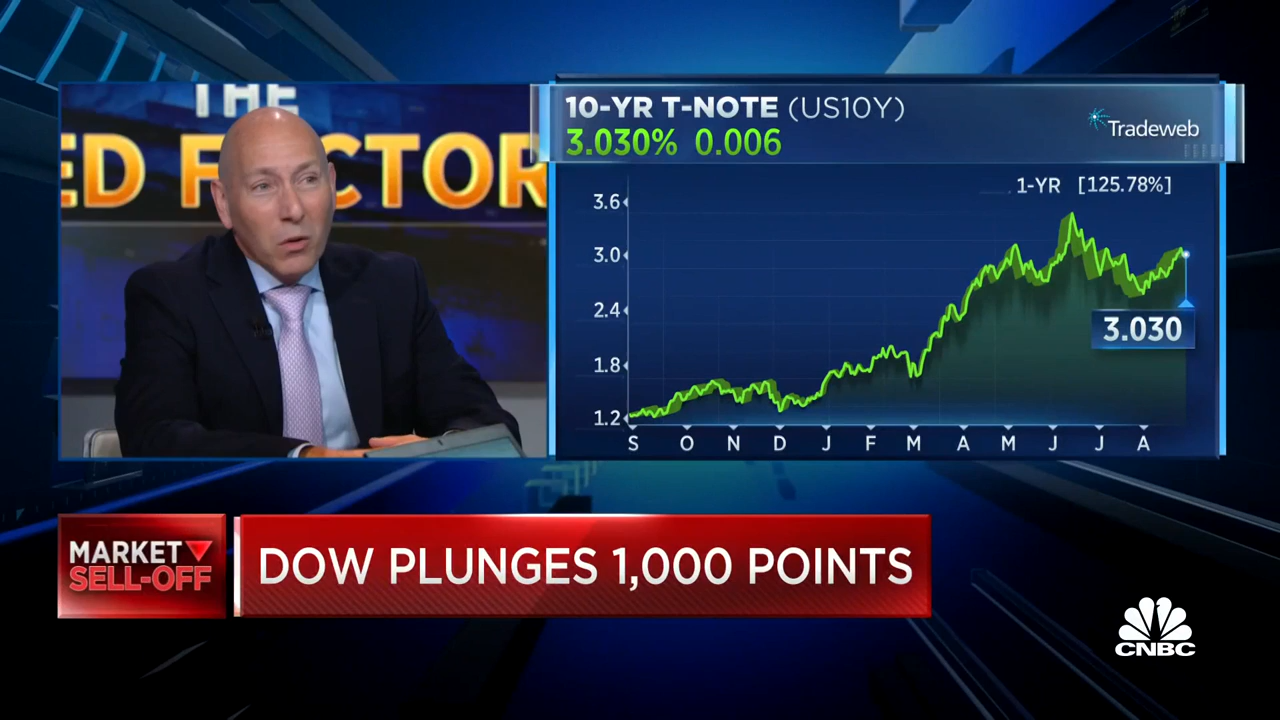 THE
ED FACTOR
10-YR T-NOTE (US10Y)
3.030% 0.006
Tradeweb
1-YR [125.78%]
3.6
3.0
2.4
1.8
1.2
3.030
S O N D J F M A M J J A
MARKET
SELL-OFF
DOW PLUNGES 1,000 POINTS
CNBC